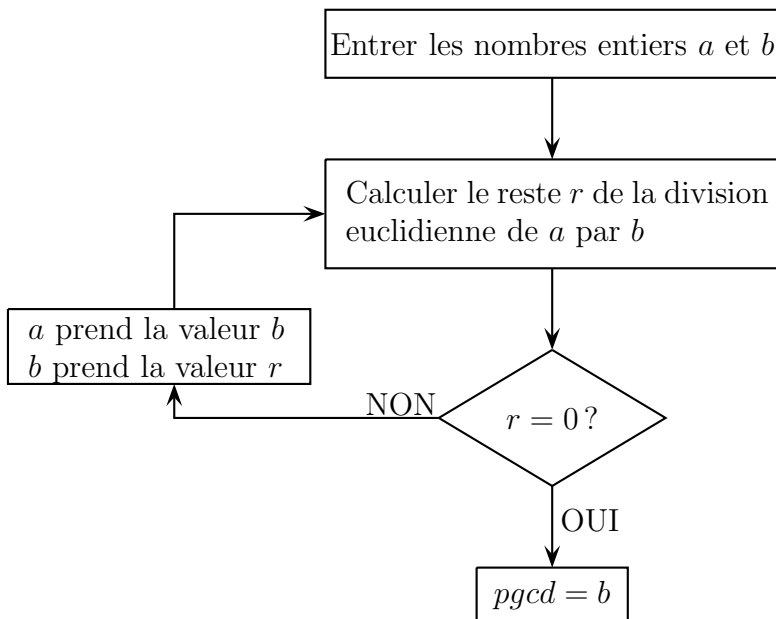 Entrer les nombres entiers a et b
Calculer le reste r de la division
euclidienne de a par b
a prend la valeur b
b prend la valeur r
NON
r = 0 ?
OUI
pgcd = b